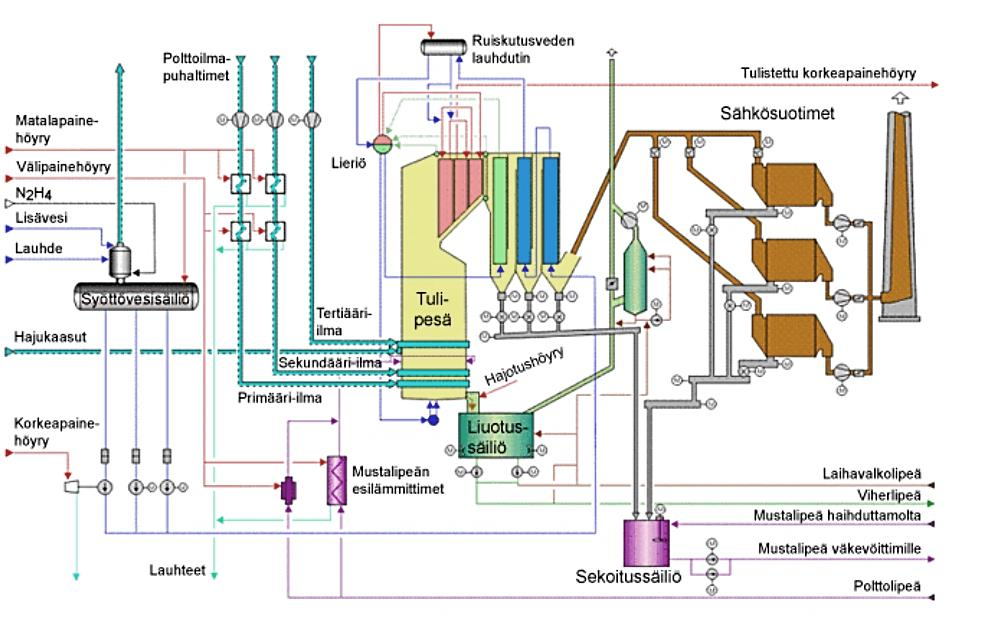 Polttoilma-
puhaltimet
Ruiskutusveden
lauhdutin
Tulistettu korkeapainehöyry
Sähkösuotimet
Matalapaine-
höyry
Välipainehöyry
N2H4
Lisävesi
Lauhde
Syöttövesisäiliö
Lieriö
Tuli-
pesä
Tertiääri-
ilma
Hajukaasut
Sekundääri-ilma
Primääri-ilma
Hajotushöyry
Korkeapaine-
höyry
Liuotus-
säiliö
Mustalipeän
esilämmittimet
Lauhteet
Sekoitussäiliö
Laihavalkolipeä
Viherlipeä
Mustalipeä haihduttamolta
Mustalipeä väkevöittimille
Polttolipeä